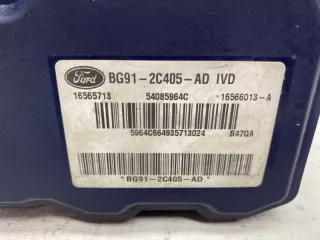 Ford BG91-2C405-AD IVD
16565713 54085964C -16566013-A
5964C664935713024 B47QA
*BG91-2C405-AD*